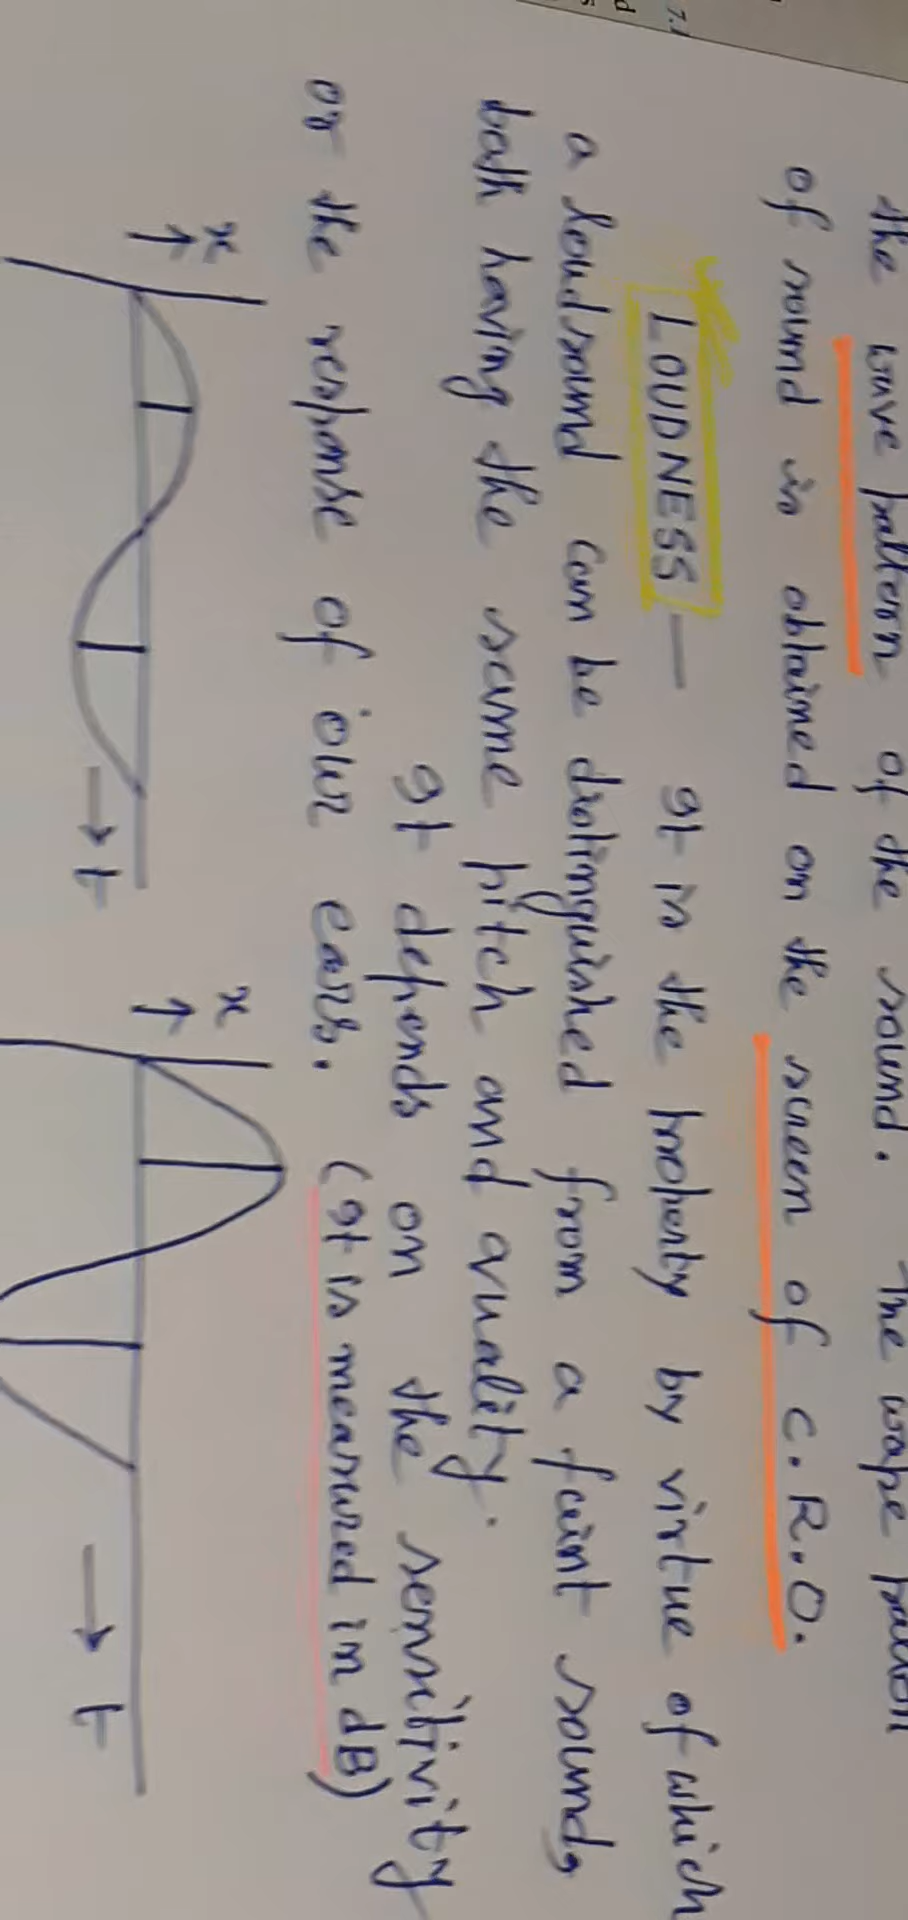 the wave pattern of the sound. The wave pattern
of sound is obtained on the screen of C.R.O.
LOUDNESS — It is the property by virtue of which
a loud sound can be distinguished from a faint sound,
both having the same pitch and quality.
It depends on the sensitivity
or the response of our ears. (It is measured in dB)
x
x
t
t